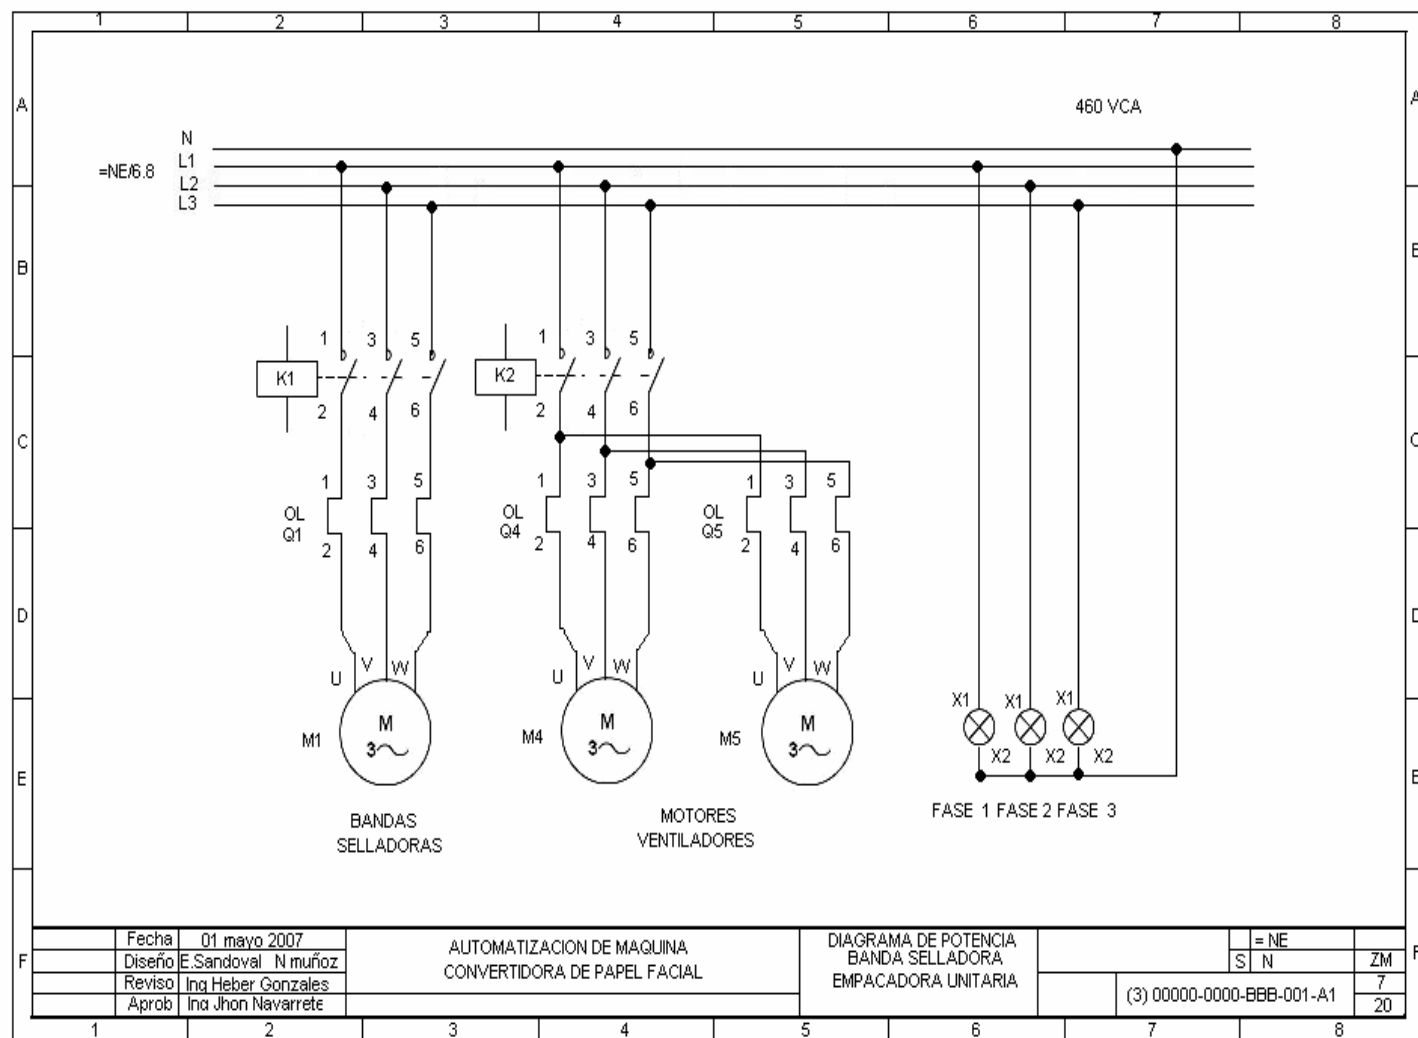 1 2 3 4 5 6 7 8
A A
460 VCA
N
L1
=NE/6.8
L2
L3
B B
1 3 5 1 3 5
K1 K2
2 4 6 2 4 6
C C
1 3 5 1 3 5 1 3 5
OL OL OL
Q1 Q4 Q5
2 4 6 2 4 6 2 4 6
D D
U V W U V W U V W
X1 X1 X1
M M M
M1 3 M4 3 M5 3
X2 X2 X2
E E
FASE 1 FASE 2 FASE 3
BANDAS
SELLADORAS
MOTORES
VENTILADORES
F F
Fecha 01 mayo 2007
Diseño E.Sandoval N muñoz
Reviso Ing Heber Gonzales
Aprob Ing Jhon Navarrete
AUTOMATIZACION DE MAQUINA
CONVERTIDORA DE PAPEL FACIAL
DIAGRAMA DE POTENCIA
BANDA SELLADORA
EMPACADORA UNITARIA
= NE
S N ZM
(3) 00000-0000-BBB-001-A1
7
20
1 2 3 4 5 6 7 8